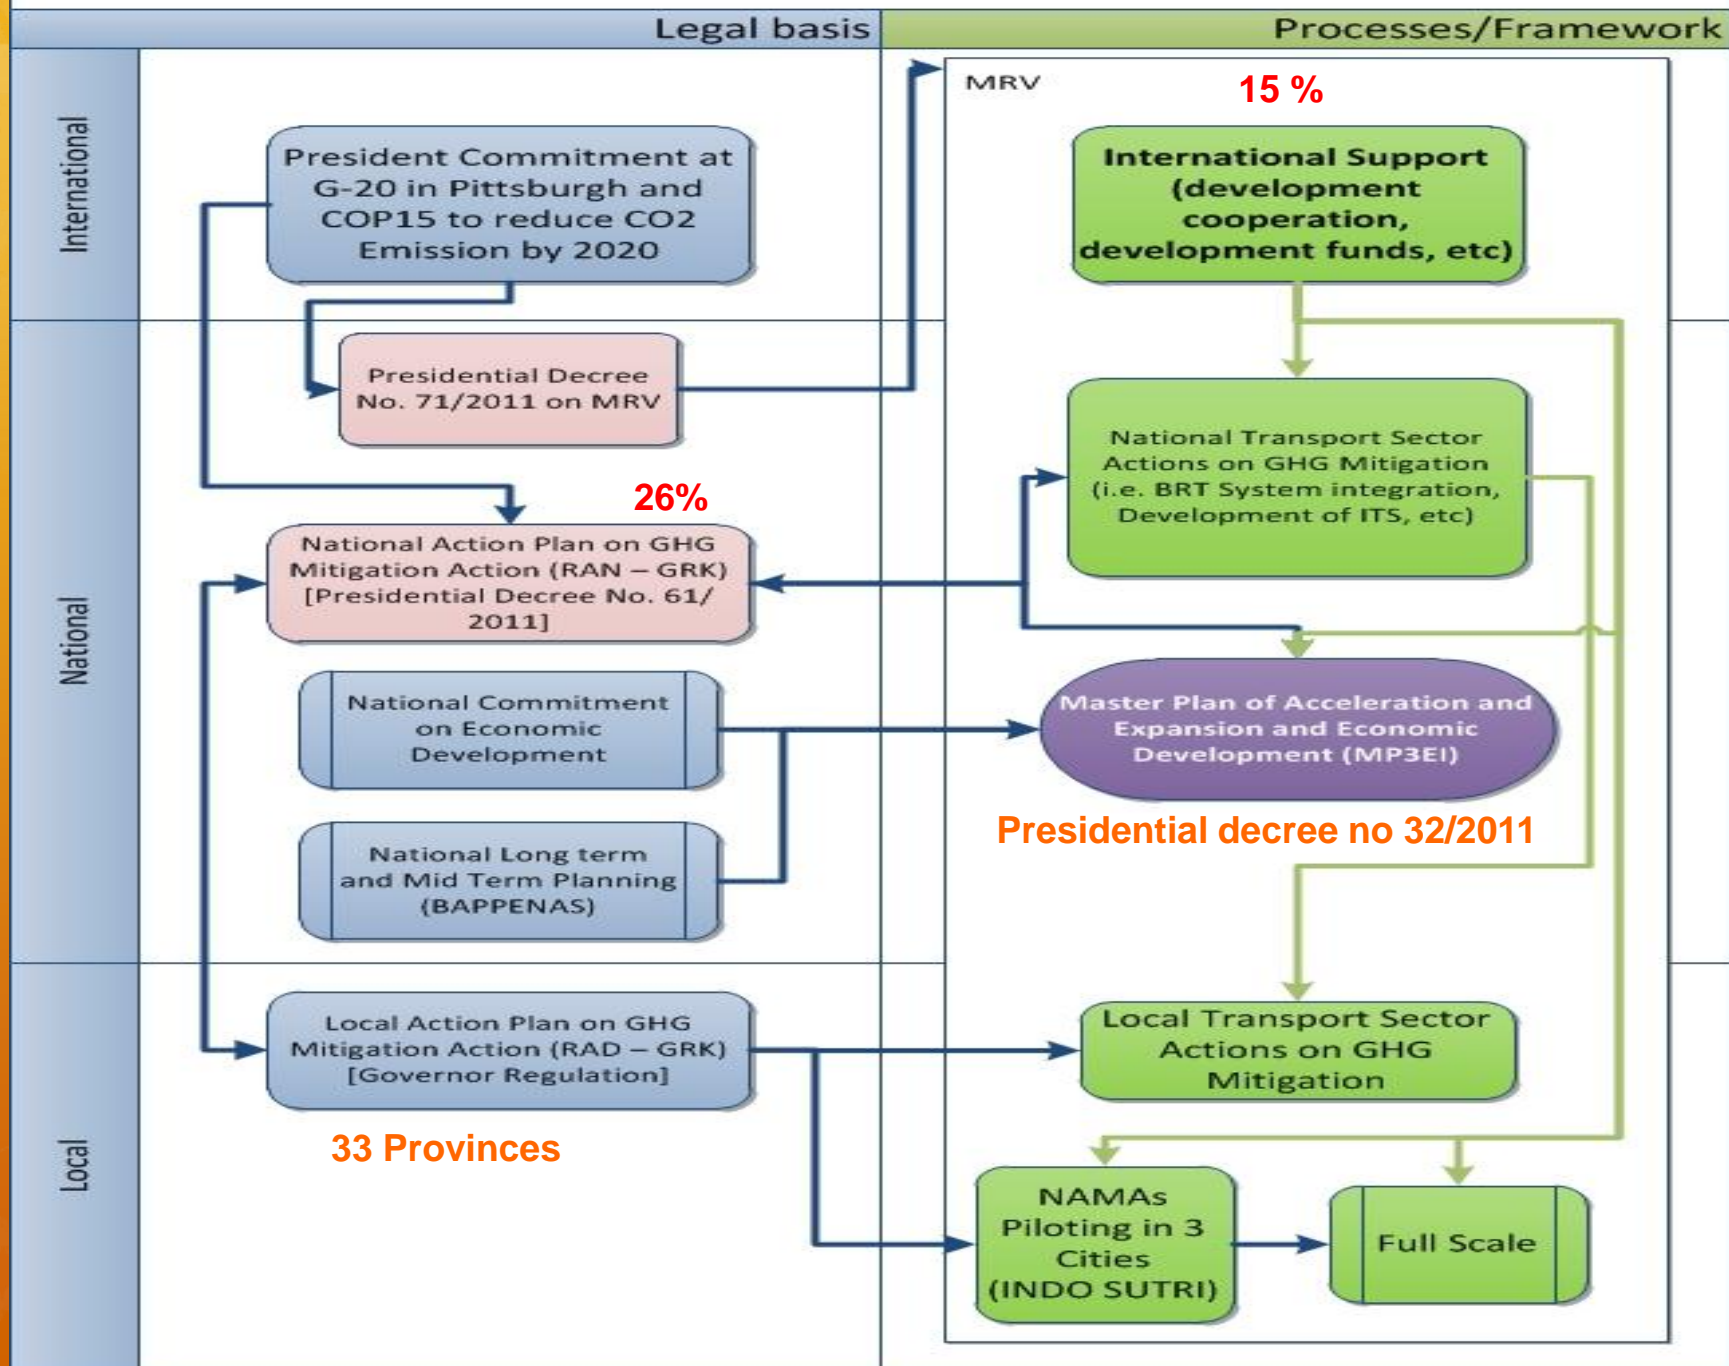 Legal basis
Processes/Framework
International
MRV
15 %
President Commitment at
G-20 in Pittsburgh and
COP15 to reduce CO2
Emission by 2020
International Support
(development
cooperation,
development funds, etc)
National
Presidential Decree
No. 71/2011 on MRV
National Transport Sector
Actions on GHG Mitigation
(i.e. BRT System integration,
Development of ITS, etc)
26%
National Action Plan on GHG
Mitigation Action (RAN – GRK)
[Presidential Decree No. 61/
2011]
National Commitment
on Economic
Development
Master Plan of Acceleration and
Expansion and Economic
Development (MP3EI)
Presidential decree no 32/2011
National Long term
and Mid Term Planning
(BAPPENAS)
Local
Local Action Plan on GHG
Mitigation Action (RAD – GRK)
[Governor Regulation]
33 Provinces
Local Transport Sector
Actions on GHG
Mitigation
NAMAs
Piloting in 3
Cities
(INDO SUTRI)
Full Scale